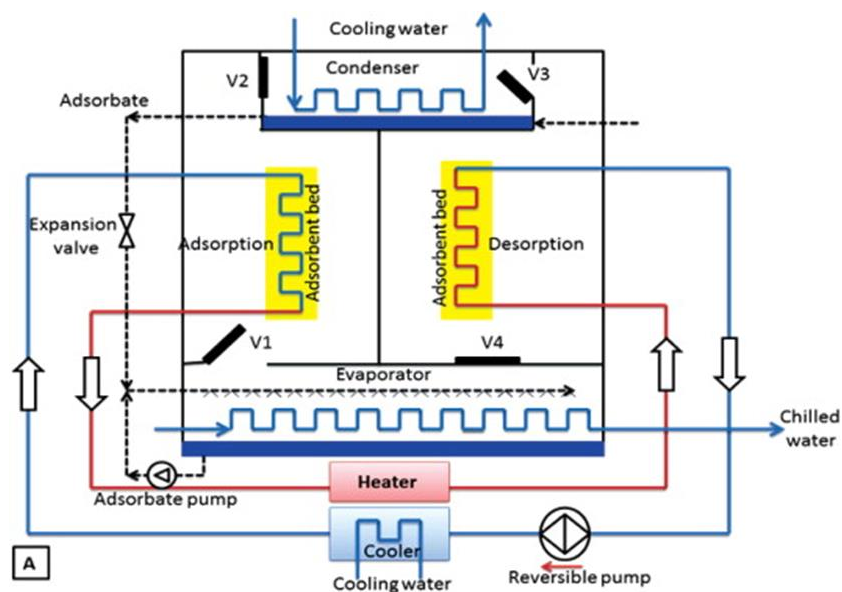 Cooling water
Condenser
V2
V3
Adsorbate
Expansion
valve
Adsorption
Adsorbent bed
Adsorbent bed
Desorption
V1
V4
Evaporator
Chilled
water
Heater
Adsorbate pump
Cooler
Cooling water
Reversible pump
A